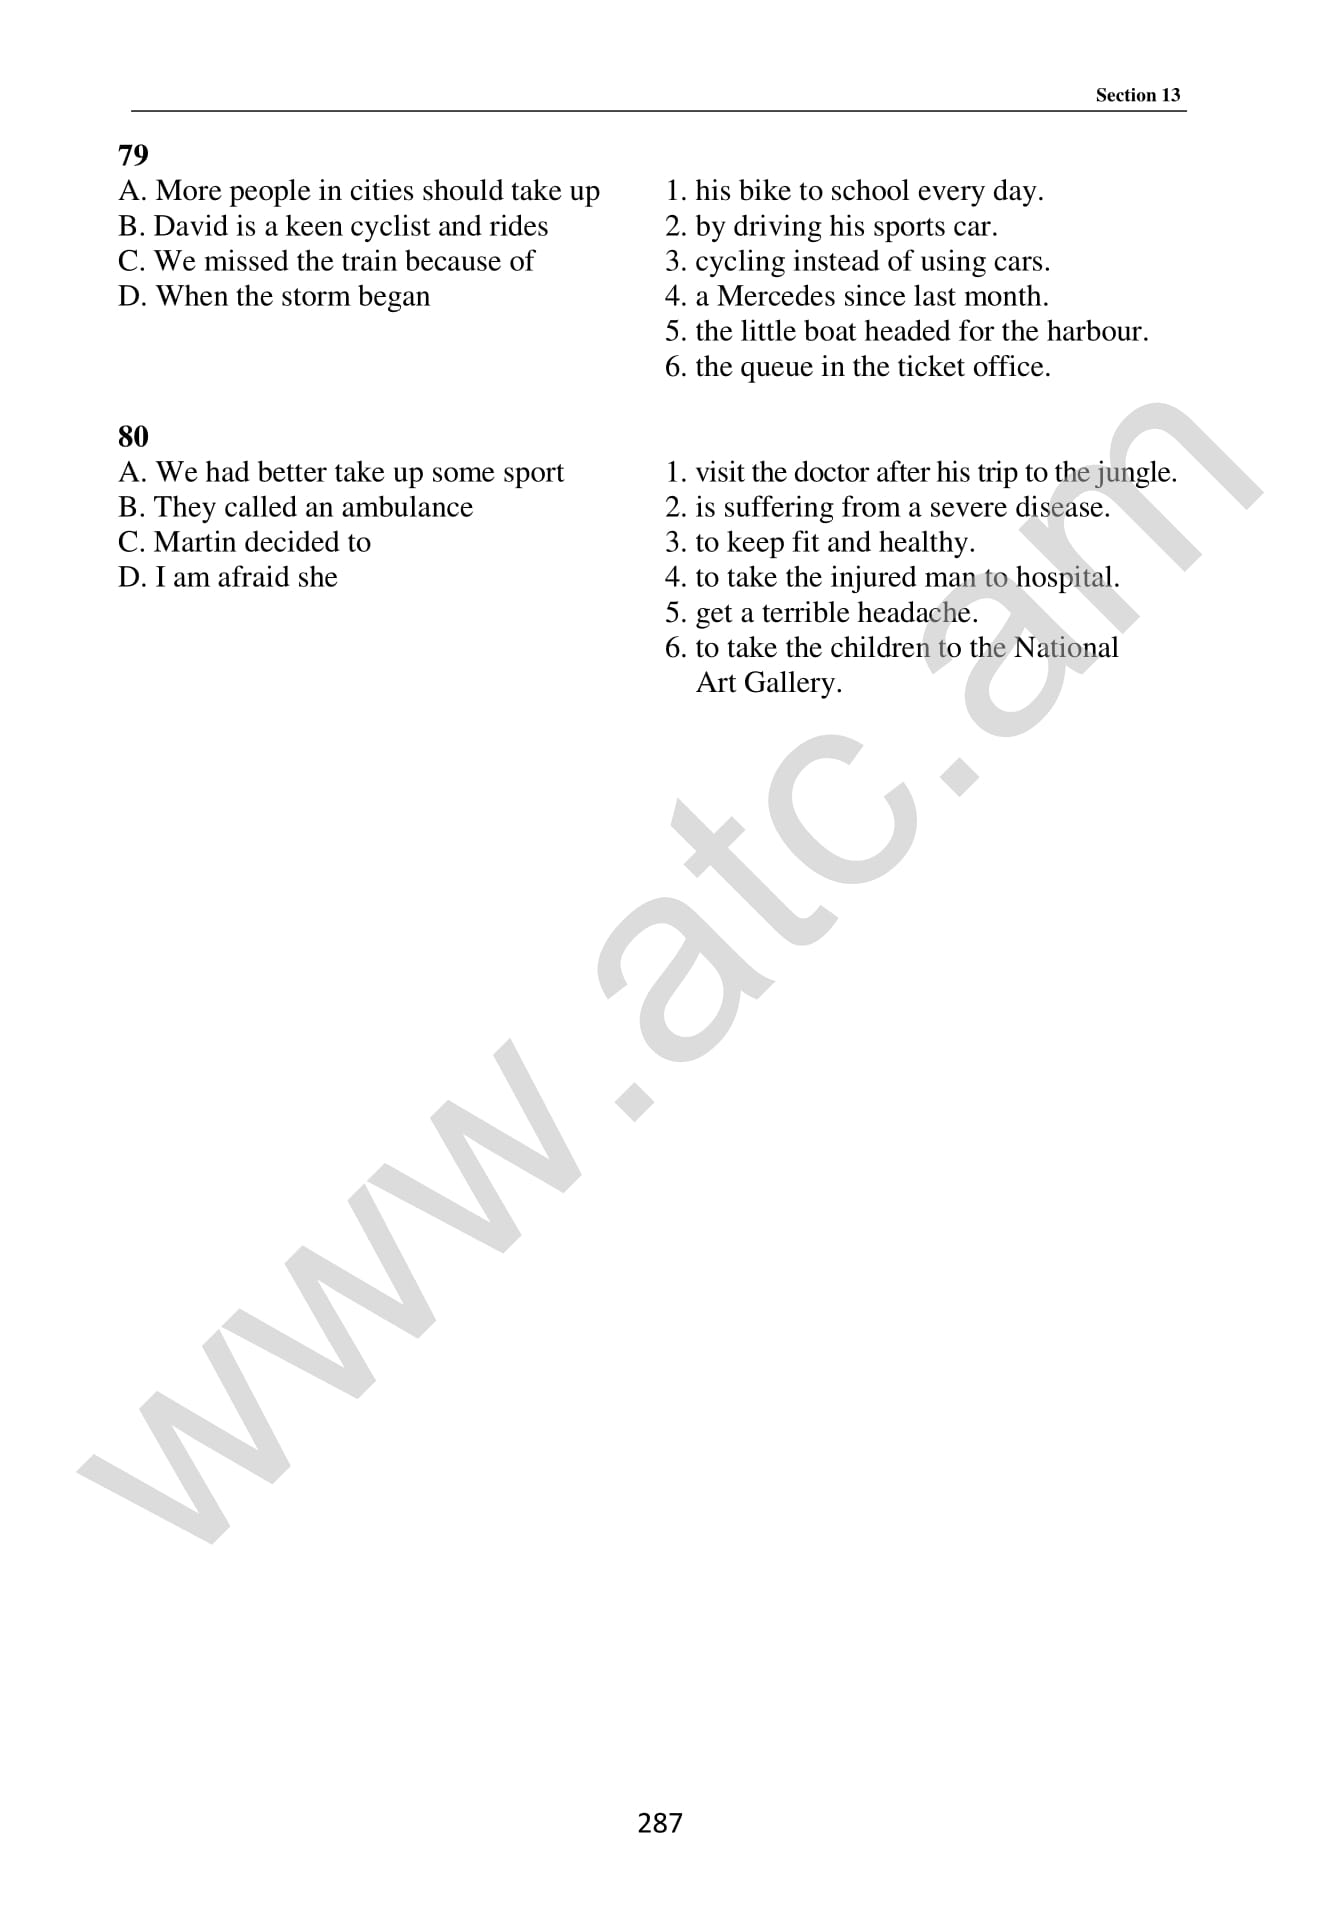 Section 13
79
A. More people in cities should take up
B. David is a keen cyclist and rides
C. We missed the train because of
D. When the storm began
1. his bike to school every day.
2. by driving his sports car.
3. cycling instead of using cars.
4. a Mercedes since last month.
5. the little boat headed for the harbour.
6. the queue in the ticket office.
80
A. We had better take up some sport
B. They called an ambulance
C. Martin decided to
D. I am afraid she
1. visit the doctor after his trip to the jungle.
2. is suffering from a severe disease.
3. to keep fit and healthy.
4. to take the injured man to hospital.
5. get a terrible headache.
6. to take the children to the National
Art Gallery.
www.atc.am
287